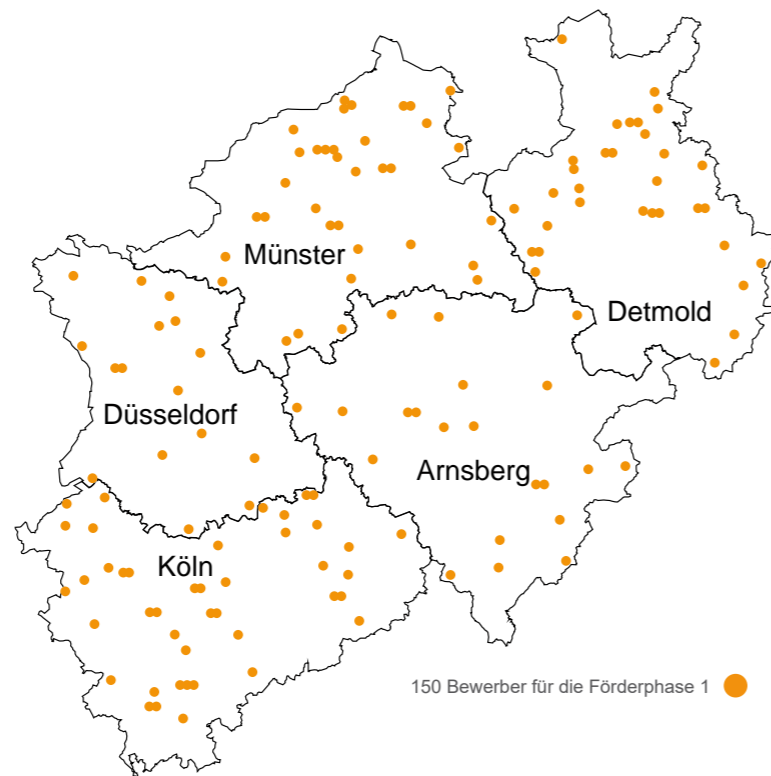 Münster
Detmold
Düsseldorf
Arnsberg
Köln
150 Bewerber für die Förderphase 1